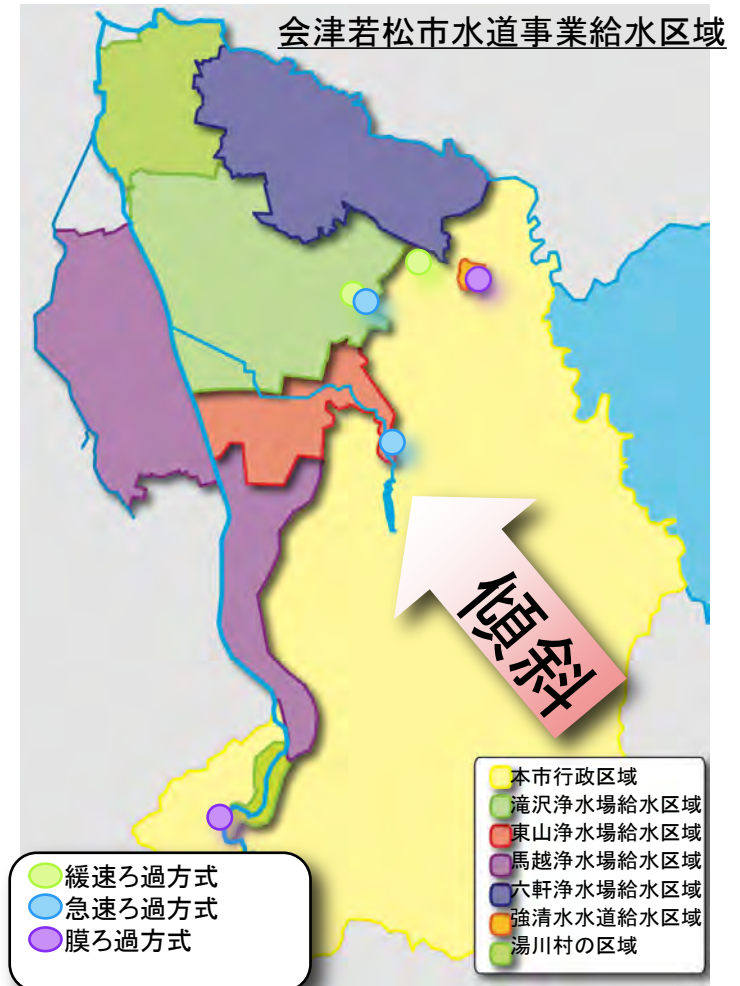 会津若松市水道事業給水区域
傾斜
本市行政区域
滝沢浄水場給水区域
東山浄水場給水区域
馬越浄水場給水区域
六軒浄水場給水区域
強清水水道給水区域
湯川村の区域
緩速ろ過方式
急速ろ過方式
膜ろ過方式